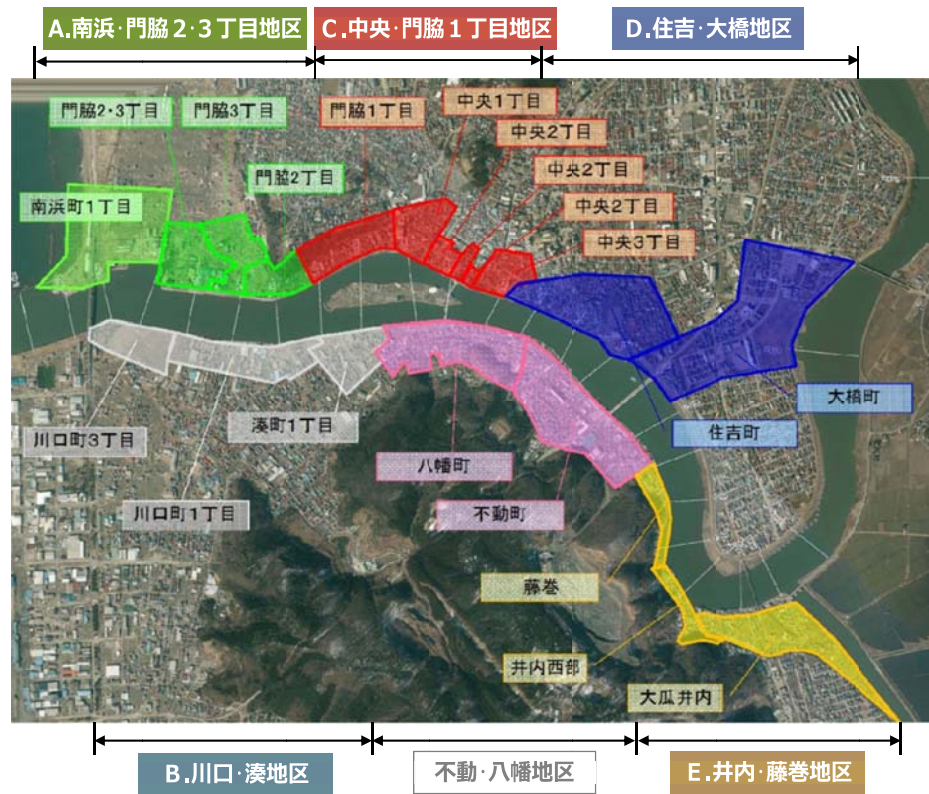 A.南浜・門脇2・3丁目地区
C.中央・門脇1丁目地区
D.住吉・大橋地区
門脇2・3丁目
門脇3丁目
門脇1丁目
中央1丁目
中央2丁目
中央2丁目
中央2丁目
中央3丁目
門脇2丁目
南浜町1丁目
大橋町
住吉町
川口町3丁目
湊町1丁目
八幡町
川口町1丁目
不動町
藤巻
井内西部
大瓜井内
B.川口・湊地区
不動・八幡地区
E.井内・藤巻地区